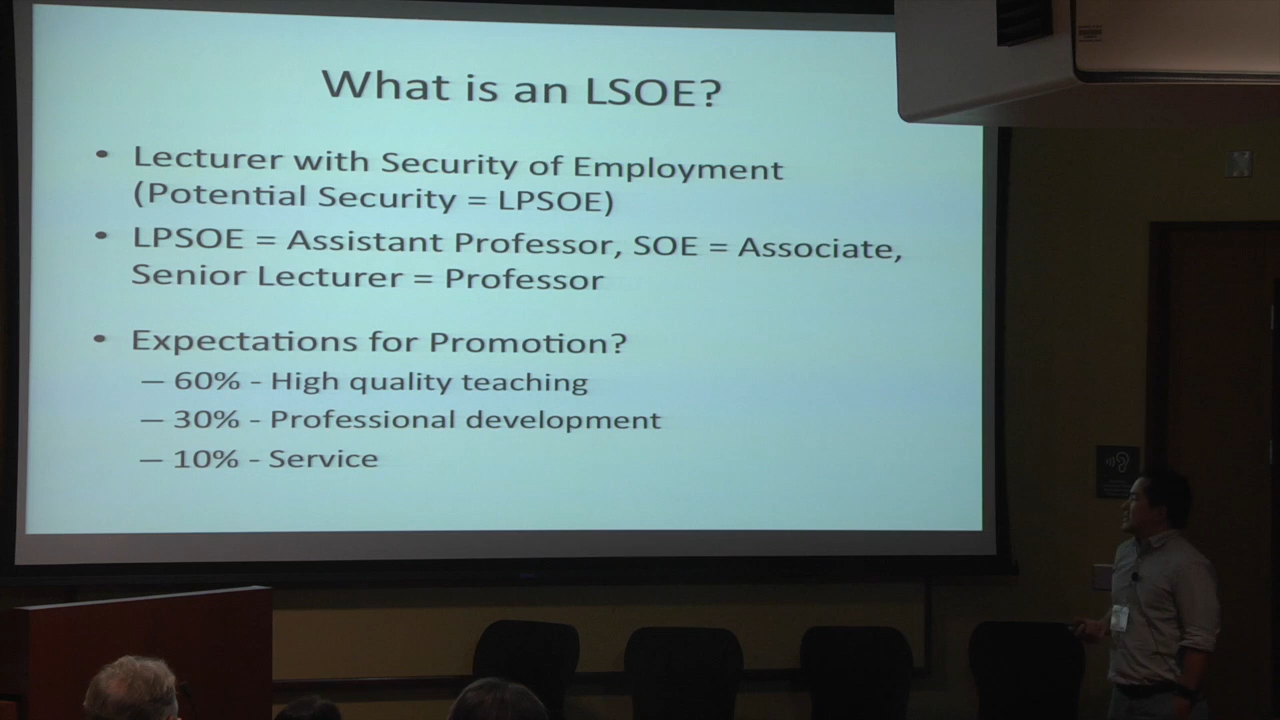 What is an LSOE?
• Lecturer with Security of Employment
(Potential Security = LPSOE)
• LPSOE = Assistant Professor, SOE = Associate,
Senior Lecturer = Professor
• Expectations for Promotion?
– 60% - High quality teaching
– 30% - Professional development
– 10% - Service